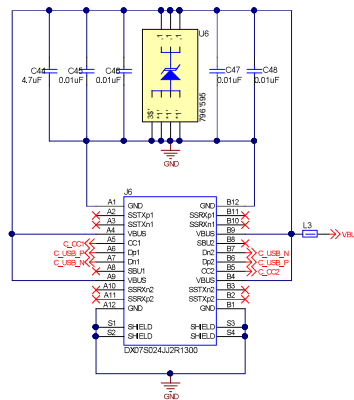 U6
C44
4.7uF
C45
0.01uF
C46
0.01uF
C47
0.01uF
C48
0.01uF
GND
J6
A1 GND GND B12
A2 SSTXp1 SSRXp1 B11
A3 SSTXn1 SSRXn1 B10
A4 VBUS VBUS B9
C_CC1 A5 CC1 SBU2 B8
C_USB_P A6 Dp1 Dn2 B7 C_USB_N
C_USB_N A7 Dn1 Dp2 B6 C_USB_P
A8 SBU1 CC2 B5 C_CC2
A9 VBUS VBUS B4
A10 SSRXn2 SSTXn2 B3
A11 SSRXp2 SSTXp2 B2
A12 GND GND B1
S1 SHIELD SHIELD S3
S2 SHIELD SHIELD S4
DX07S024JJ2R1300
L3
GND